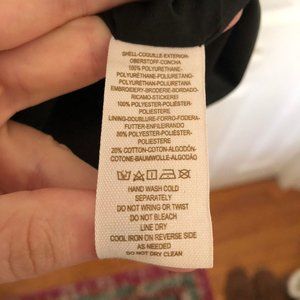 SHELL-COQUILLE-EXTERIOR-
OBERSTOFF-CONCHA
100% POLYURETHANE-
POLYURÉTHANE-POLIURETANO-
POLYURETHAN-POLIURETANA
EMBROIDERY-BRODERIE-BORDADO-
RICAMO-STICKEREI
100% POLYESTER-POLIÉSTER-
POLIESTERE
LINING-DOUBLURE-FORRO-FODERA-
FUTTER-ENFEILIRANDO
80% POLYESTER-POLIÉSTER-
POLIESTERE
20% COTTON-COTON-ALGODÓN-
COTONE-BAUMWOLLE-ALGODÃO
HAND WASH COLD
SEPARATELY
DO NOT WRING OR TWIST
DO NOT BLEACH
LINE DRY
COOL IRON ON REVERSE SIDE
AS NEEDED
DO NOT DRY CLEAN